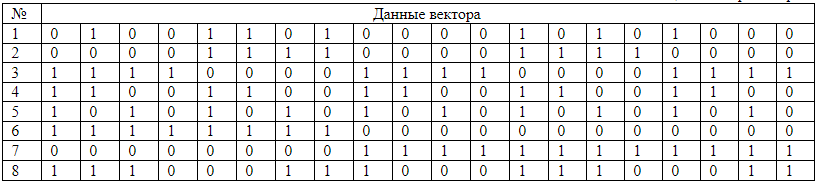 № Данные вектора
1 0 1 0 0 1 1 0 1 0 0 0 0 1 0 1 0 1 0 0 0
2 0 0 0 0 1 1 1 1 0 0 0 0 1 1 1 1 0 0 0 0
3 1 1 1 1 0 0 0 0 1 1 1 1 0 0 0 0 1 1 1 1
4 1 1 0 0 1 1 0 0 1 1 0 0 1 1 0 0 1 1 0 0
5 1 0 1 0 1 0 1 0 1 0 1 0 1 0 1 0 1 0 1 0
6 1 1 1 1 1 1 1 1 0 0 0 0 0 0 0 0 0 0 0 0
7 0 0 0 0 0 0 0 0 1 1 1 1 1 1 1 1 1 1 1 1
8 1 1 1 0 0 0 1 1 1 0 0 0 1 1 1 0 0 0 1 1